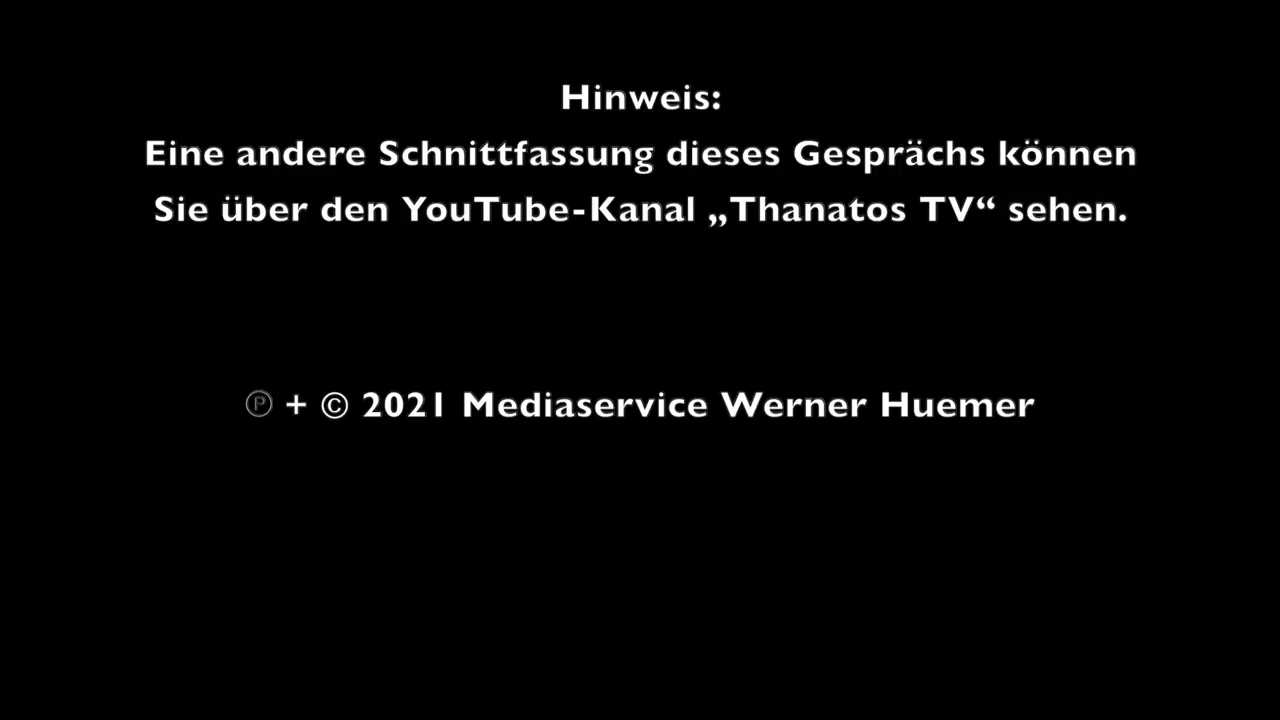 Hinweis:
Eine andere Schnittfassung dieses Gesprächs können
Sie über den YouTube-Kanal „Thanatos TV“ sehen.
℗ + © 2021 Mediaservice Werner Huemer